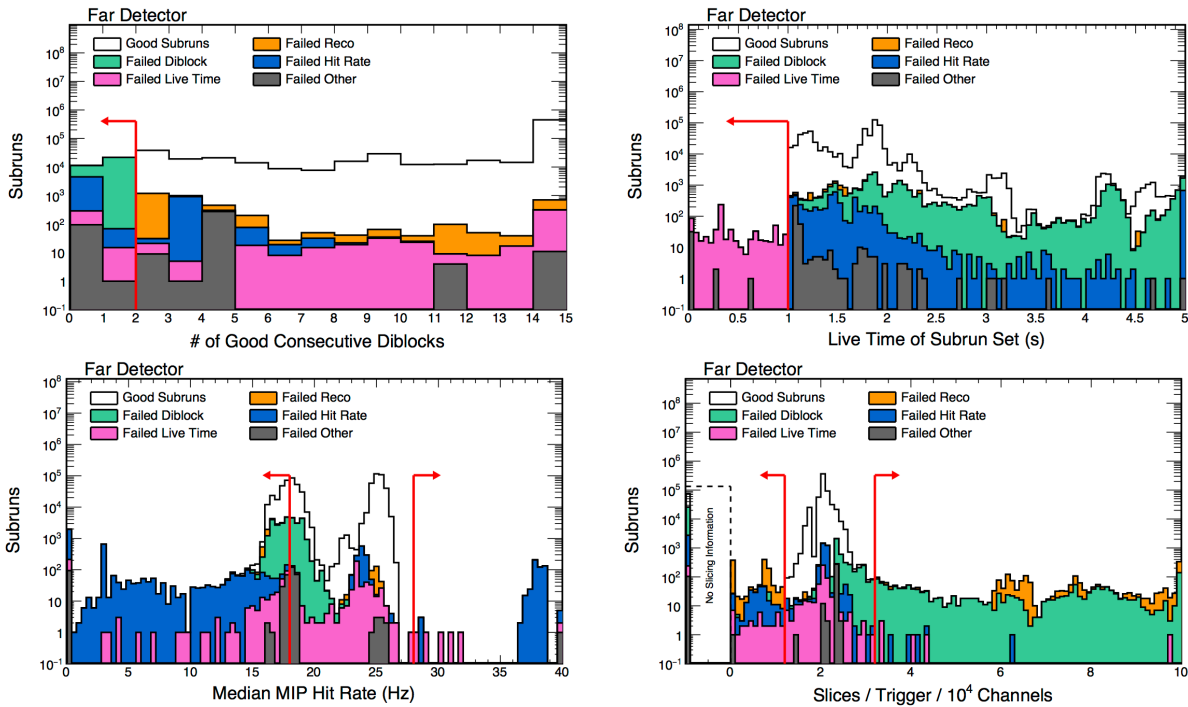 Far Detector
10⁸
10⁷
10⁶
10⁵
10⁴
10³
10²
10
1
10⁻¹
Subruns
Good Subruns
Failed Diblock
Failed Live Time
Failed Reco
Failed Hit Rate
Failed Other
0 1 2 3 4 5 6 7 8 9 10 11 12 13 14 15
# of Good Consecutive Diblocks
Far Detector
10⁸
10⁷
10⁶
10⁵
10⁴
10³
10²
10
1
10⁻¹
Subruns
Good Subruns
Failed Diblock
Failed Live Time
Failed Reco
Failed Hit Rate
Failed Other
0 0.5 1 1.5 2 2.5 3 3.5 4 4.5 5
Live Time of Subrun Set (s)
Far Detector
10⁸
10⁷
10⁶
10⁵
10⁴
10³
10²
10
1
10⁻¹
Subruns
Good Subruns
Failed Diblock
Failed Live Time
Failed Reco
Failed Hit Rate
Failed Other
0 5 10 15 20 25 30 35 40
Median MIP Hit Rate (Hz)
Far Detector
10⁸
10⁷
10⁶
10⁵
10⁴
10³
10²
10
1
10⁻¹
Subruns
Good Subruns
Failed Diblock
Failed Live Time
Failed Reco
Failed Hit Rate
Failed Other
No Slicing Information
0 2 4 6 8 10
Slices / Trigger / 10⁴ Channels